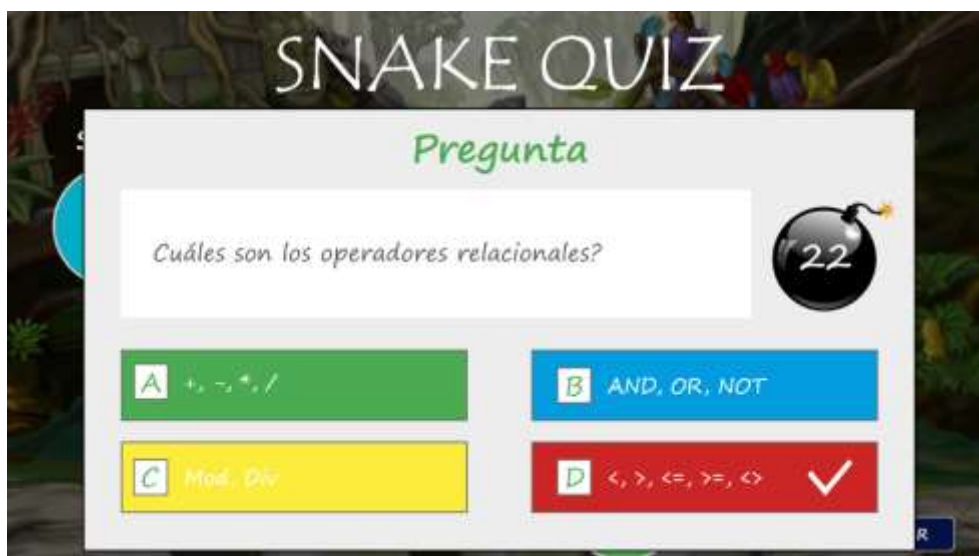 SNAKE QUIZ
Pregunta
Cuáles son los operadores relacionales?
22
A +, -, *, /
B AND, OR, NOT
C Mod, Div
D <, >, <=, >=, <>